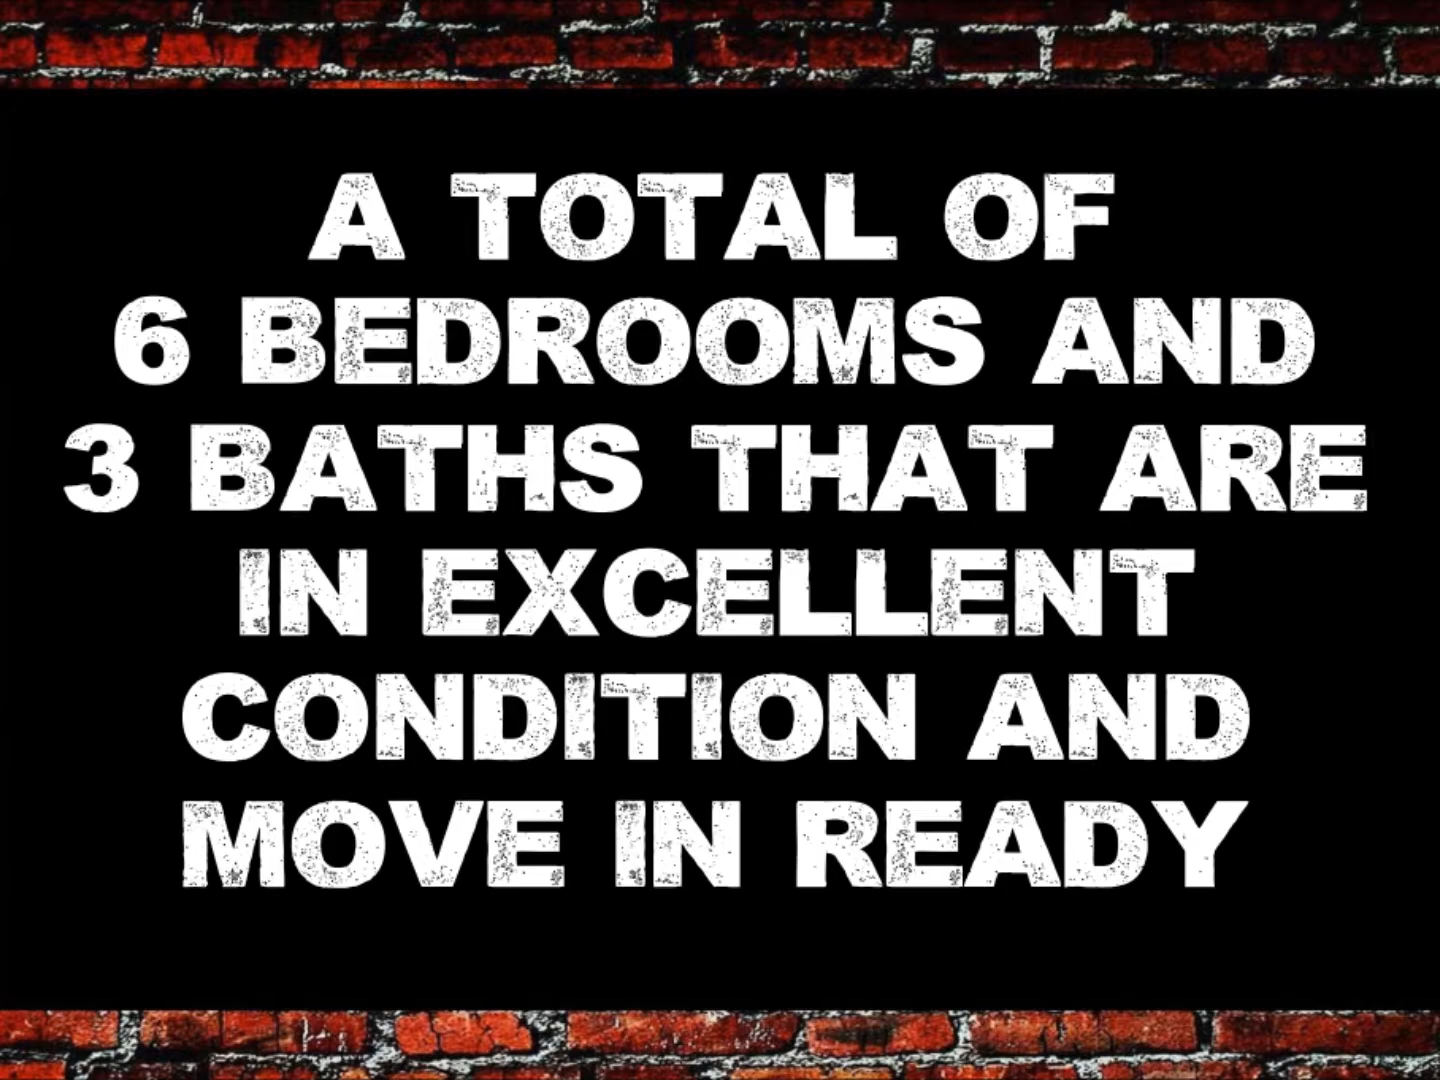 A TOTAL OF
6 BEDROOMS AND
3 BATHS THAT ARE
IN EXCELLENT
CONDITION AND
MOVE IN READY